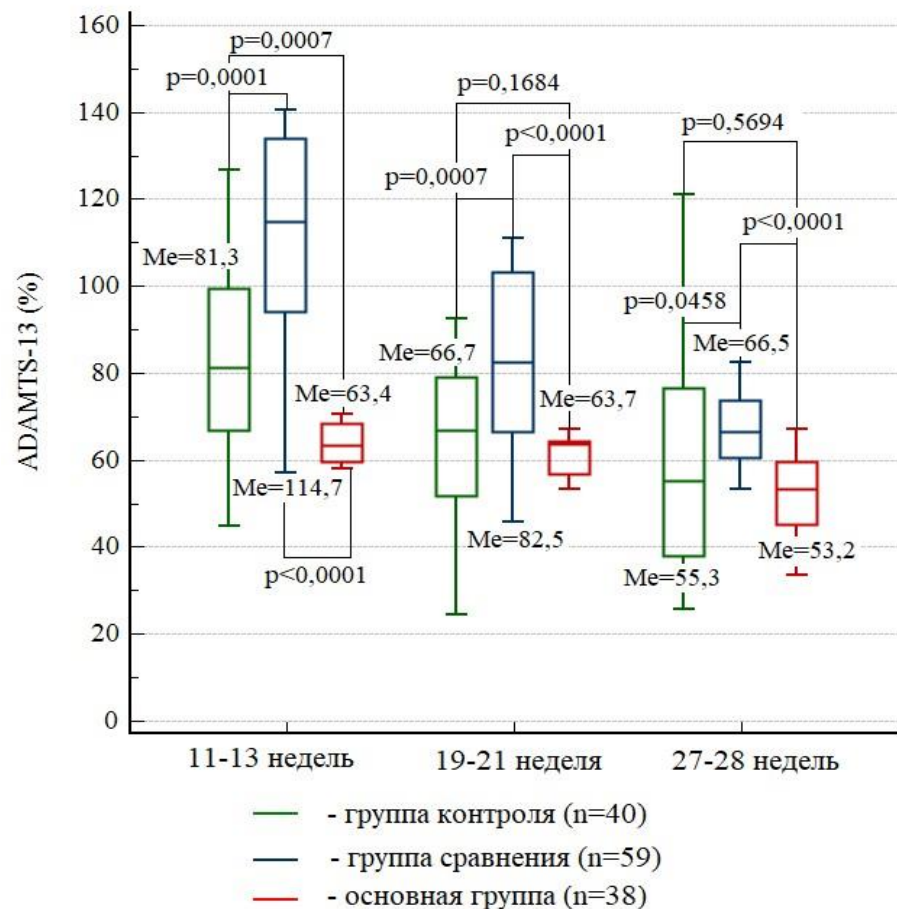 ADAMTS-13 (%)
160
140
120
100
80
60
40
20
0
p=0,0007
p=0,0001
Me=81,3
Me=63,4
Me=114,7
p<0,0001
p=0,1684
p<0,0001
p=0,0007
Me=66,7
Me=63,7
Me=82,5
p=0,5694
p<0,0001
p=0,0458
Me=66,5
Me=53,2
Me=55,3
11-13 недель
19-21 неделя
27-28 недель
- группа контроля (n=40)
- группа сравнения (n=59)
- основная группа (n=38)